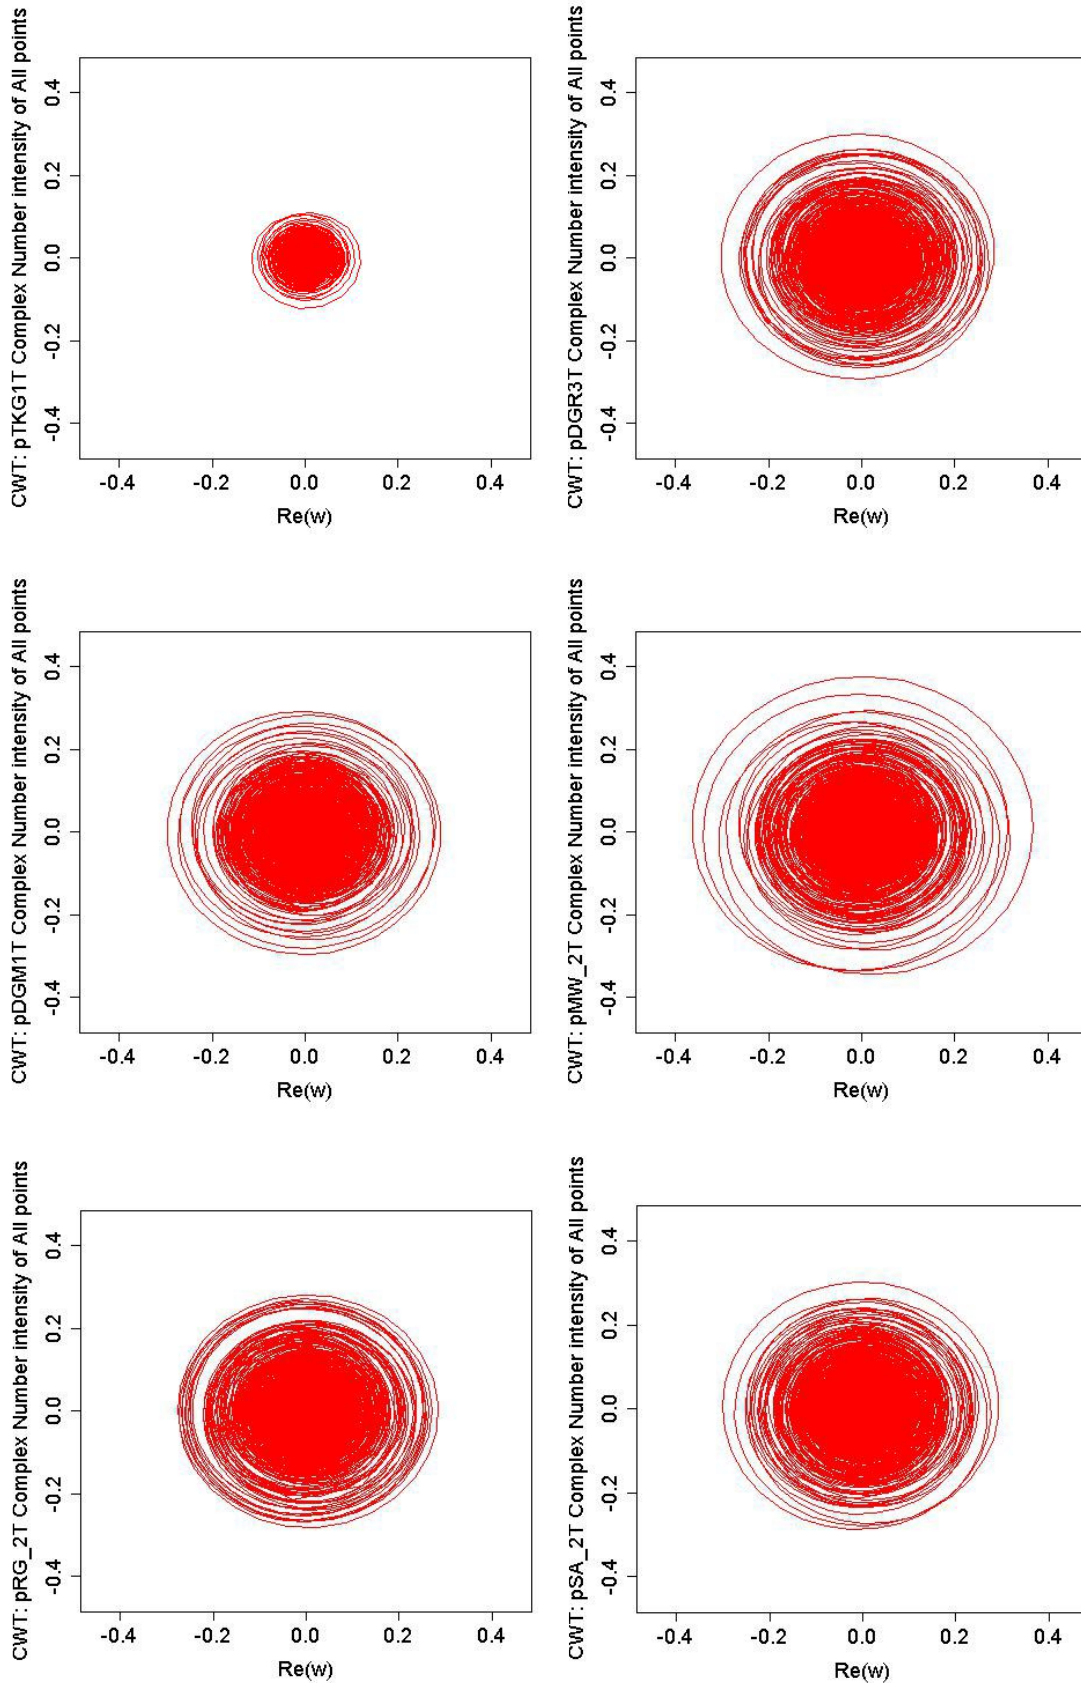 CWT: pTKG1T Complex Number intensity of All points
0.4
0.2
0.0
-0.2
-0.4
-0.4 -0.2 0.0 0.2 0.4
Re(w)
CWT: pDGR3T Complex Number intensity of All points
0.4
0.2
0.0
-0.2
-0.4
-0.4 -0.2 0.0 0.2 0.4
Re(w)
CWT: pDGM1T Complex Number intensity of All points
0.4
0.2
0.0
-0.2
-0.4
-0.4 -0.2 0.0 0.2 0.4
Re(w)
CWT: pMW_2T Complex Number intensity of All points
0.4
0.2
0.0
-0.2
-0.4
-0.4 -0.2 0.0 0.2 0.4
Re(w)
CWT: pRG_2T Complex Number intensity of All points
0.4
0.2
0.0
-0.2
-0.4
-0.4 -0.2 0.0 0.2 0.4
Re(w)
CWT: pSA_2T Complex Number intensity of All points
0.4
0.2
0.0
-0.2
-0.4
-0.4 -0.2 0.0 0.2 0.4
Re(w)